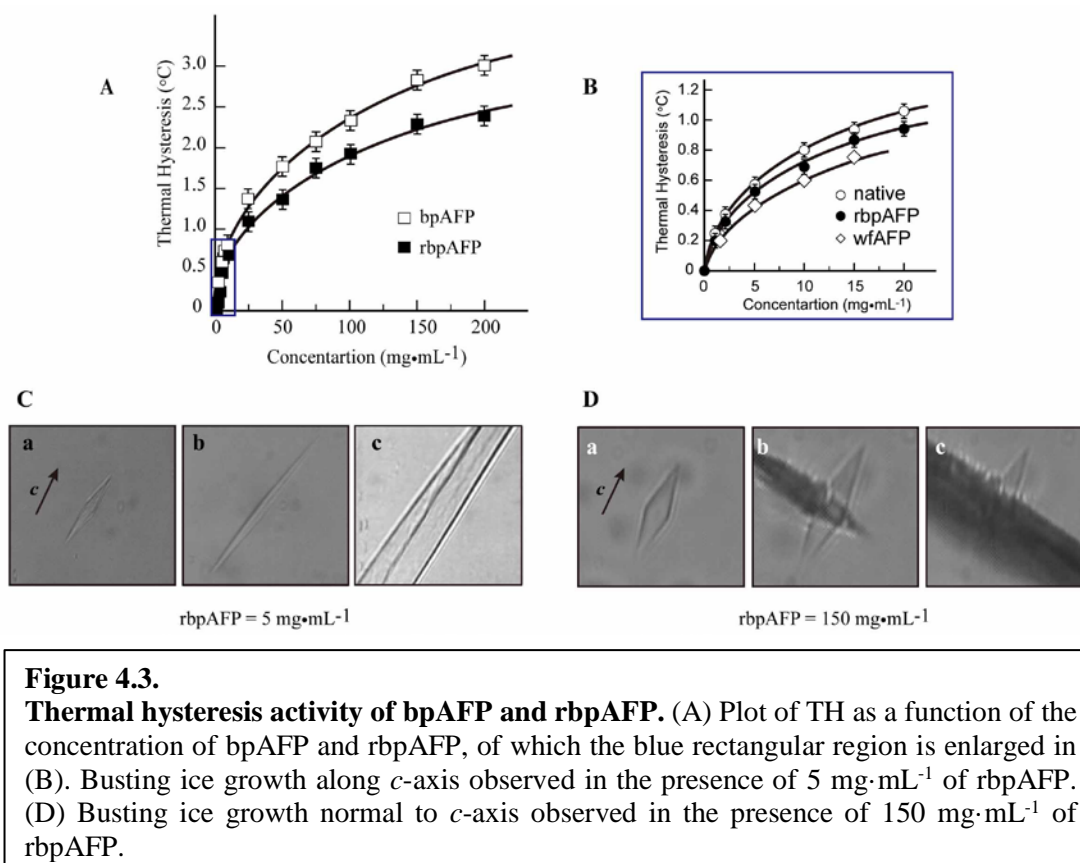 A
Thermal Hysteresis (°C)
3.0
2.5
2.0
1.0
0.5
0
0 50 100 150 200
Concentartion (mg•mL-1)
bpAFP
rbpAFP
B
Thermal Hysteresis (°C)
1.2
1.0
0.8
0.6
0.4
0.2
0
0 5 10 15 20
Concentartion (mg•mL-1)
native
rbpAFP
wfAFP
C
a
c
b
c
rbpAFP = 5 mg•mL-1
D
a
c
b
c
rbpAFP = 150 mg•mL-1
Figure 4.3.
Thermal hysteresis activity of bpAFP and rbpAFP. (A) Plot of TH as a function of the
concentration of bpAFP and rbpAFP, of which the blue rectangular region is enlarged in
(B). Busting ice growth along c-axis observed in the presence of 5 mg·mL-1 of rbpAFP.
(D) Busting ice growth normal to c-axis observed in the presence of 150 mg·mL-1 of
rbpAFP.